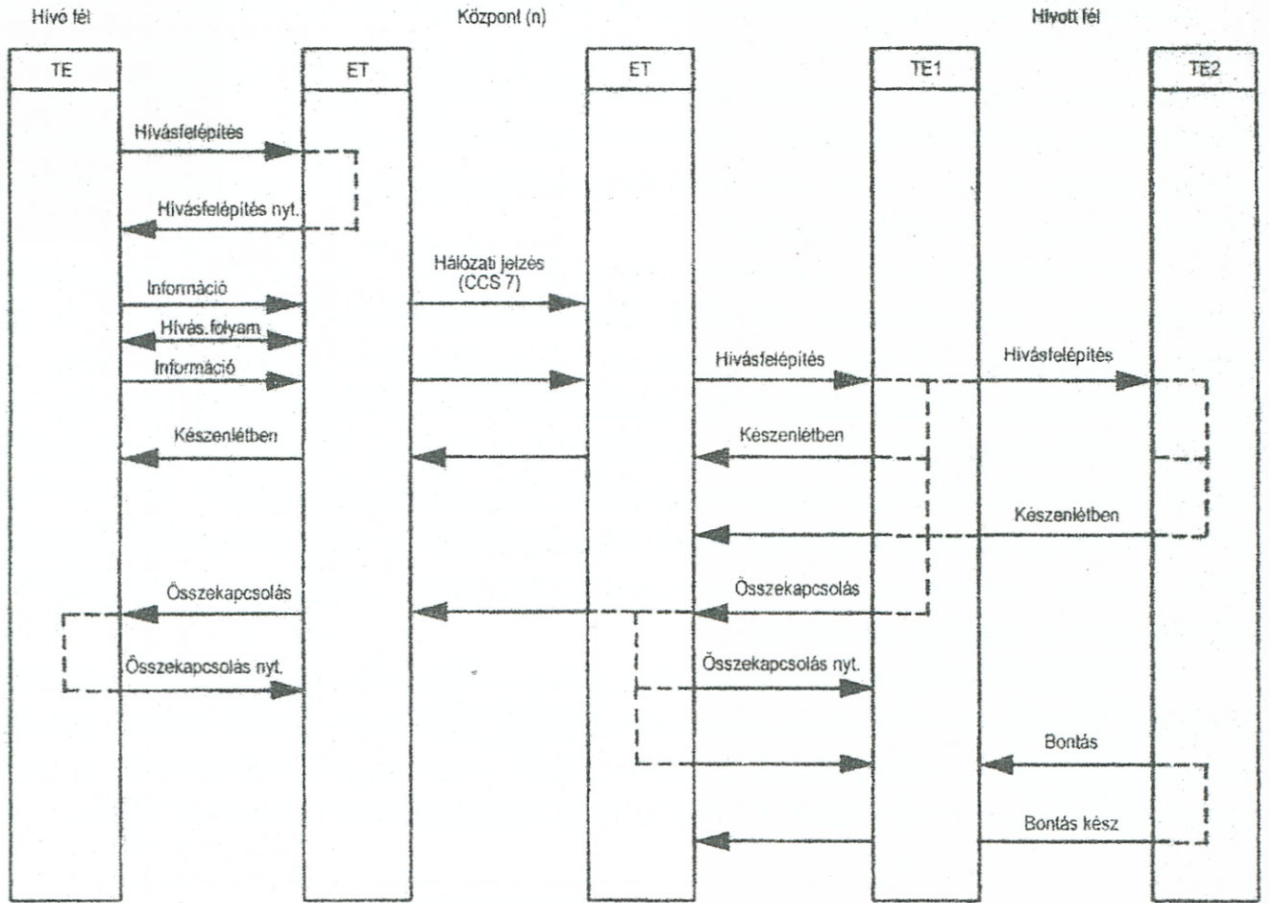 Hívó fél
Központ (n)
Hívott fél
TE
ET
ET
TE1
TE2
Hívásfelépítés
Hívásfelépítés nyt.
Hálózati jelzés
(CCS 7)
Információ
Hívás.folyam
Információ
Hívásfelépítés
Hívásfelépítés
Készenlétben
Készenlétben
Készenlétben
Összekapcsolás
Összekapcsolás
Összekapcsolás nyt.
Összekapcsolás nyt.
Bontás
Bontás kész